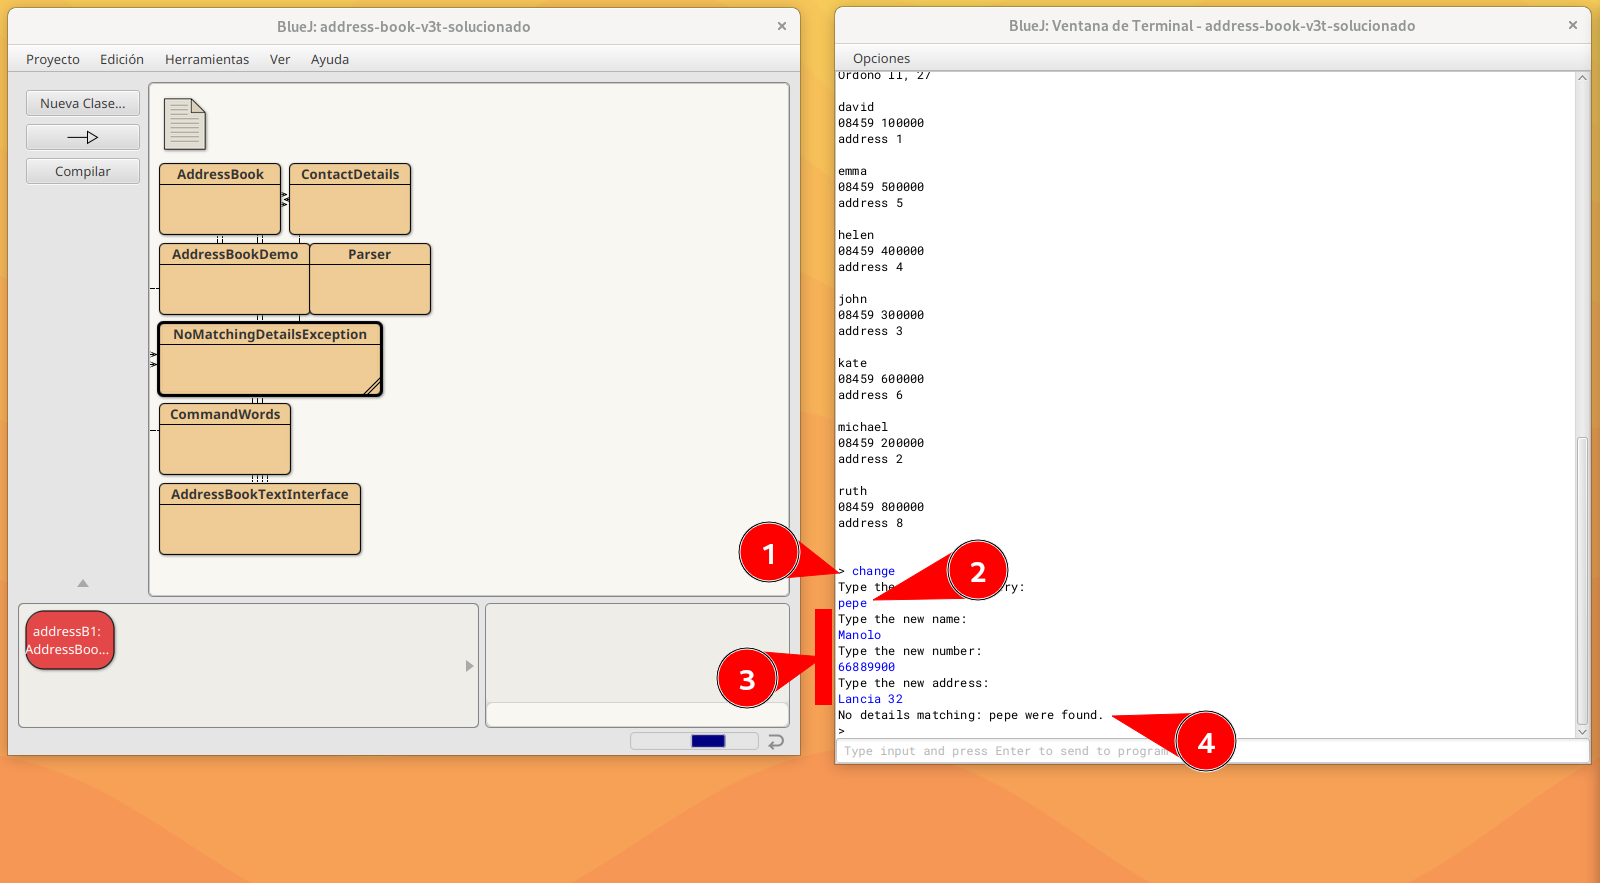 BlueJ: address-book-v3t-solucionado
Proyecto Edición Herramientas Ver Ayuda
Nueva Clase...
Compilar
AddressBook
ContactDetails
AddressBookDemo
Parser
NoMatchingDetailsException
CommandWords
AddressBookTextInterface
addressB1:
AddressBoo...
BlueJ: Ventana de Terminal - address-book-v3t-solucionado
Opciones
Ordono II, 27
david
08459 100000
address 1
emma
08459 500000
address 5
helen
08459 400000
address 4
john
08459 300000
address 3
kate
08459 600000
address 6
michael
08459 200000
address 2
ruth
08459 800000
address 8
> change
Type the ry:
pepe
Type the new name:
Manolo
Type the new number:
66889900
Type the new address:
Lancia 32
No details matching: pepe were found.
>
Type input and press Enter to send to program
1
2
3
4